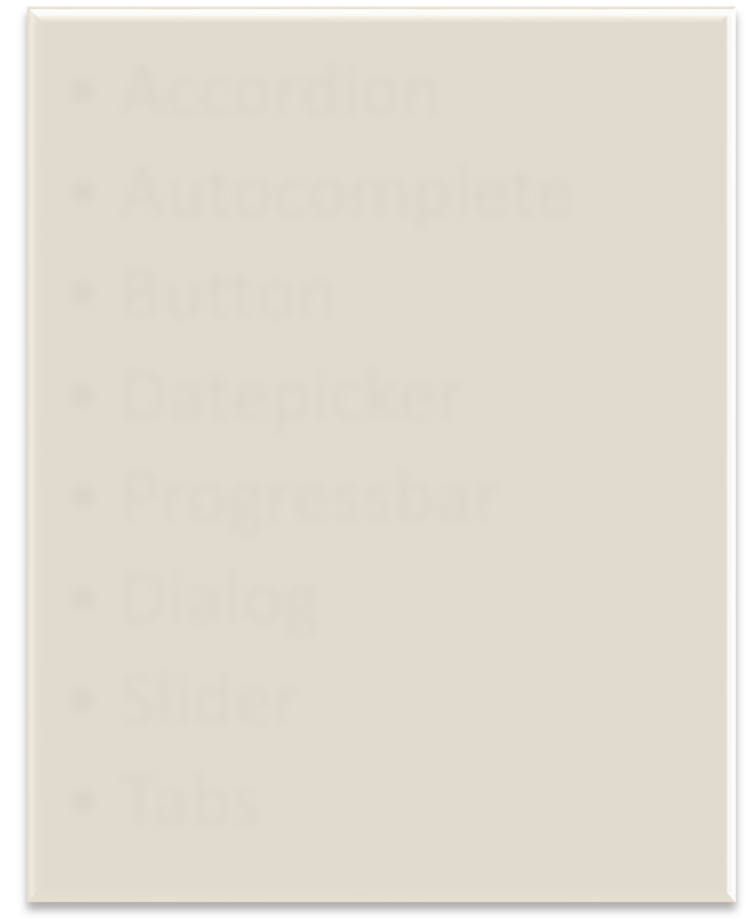 • Accordion
• Autocomplete
• Button
• Datepicker
• Progressbar
• Dialog
• Slider
• Tabs